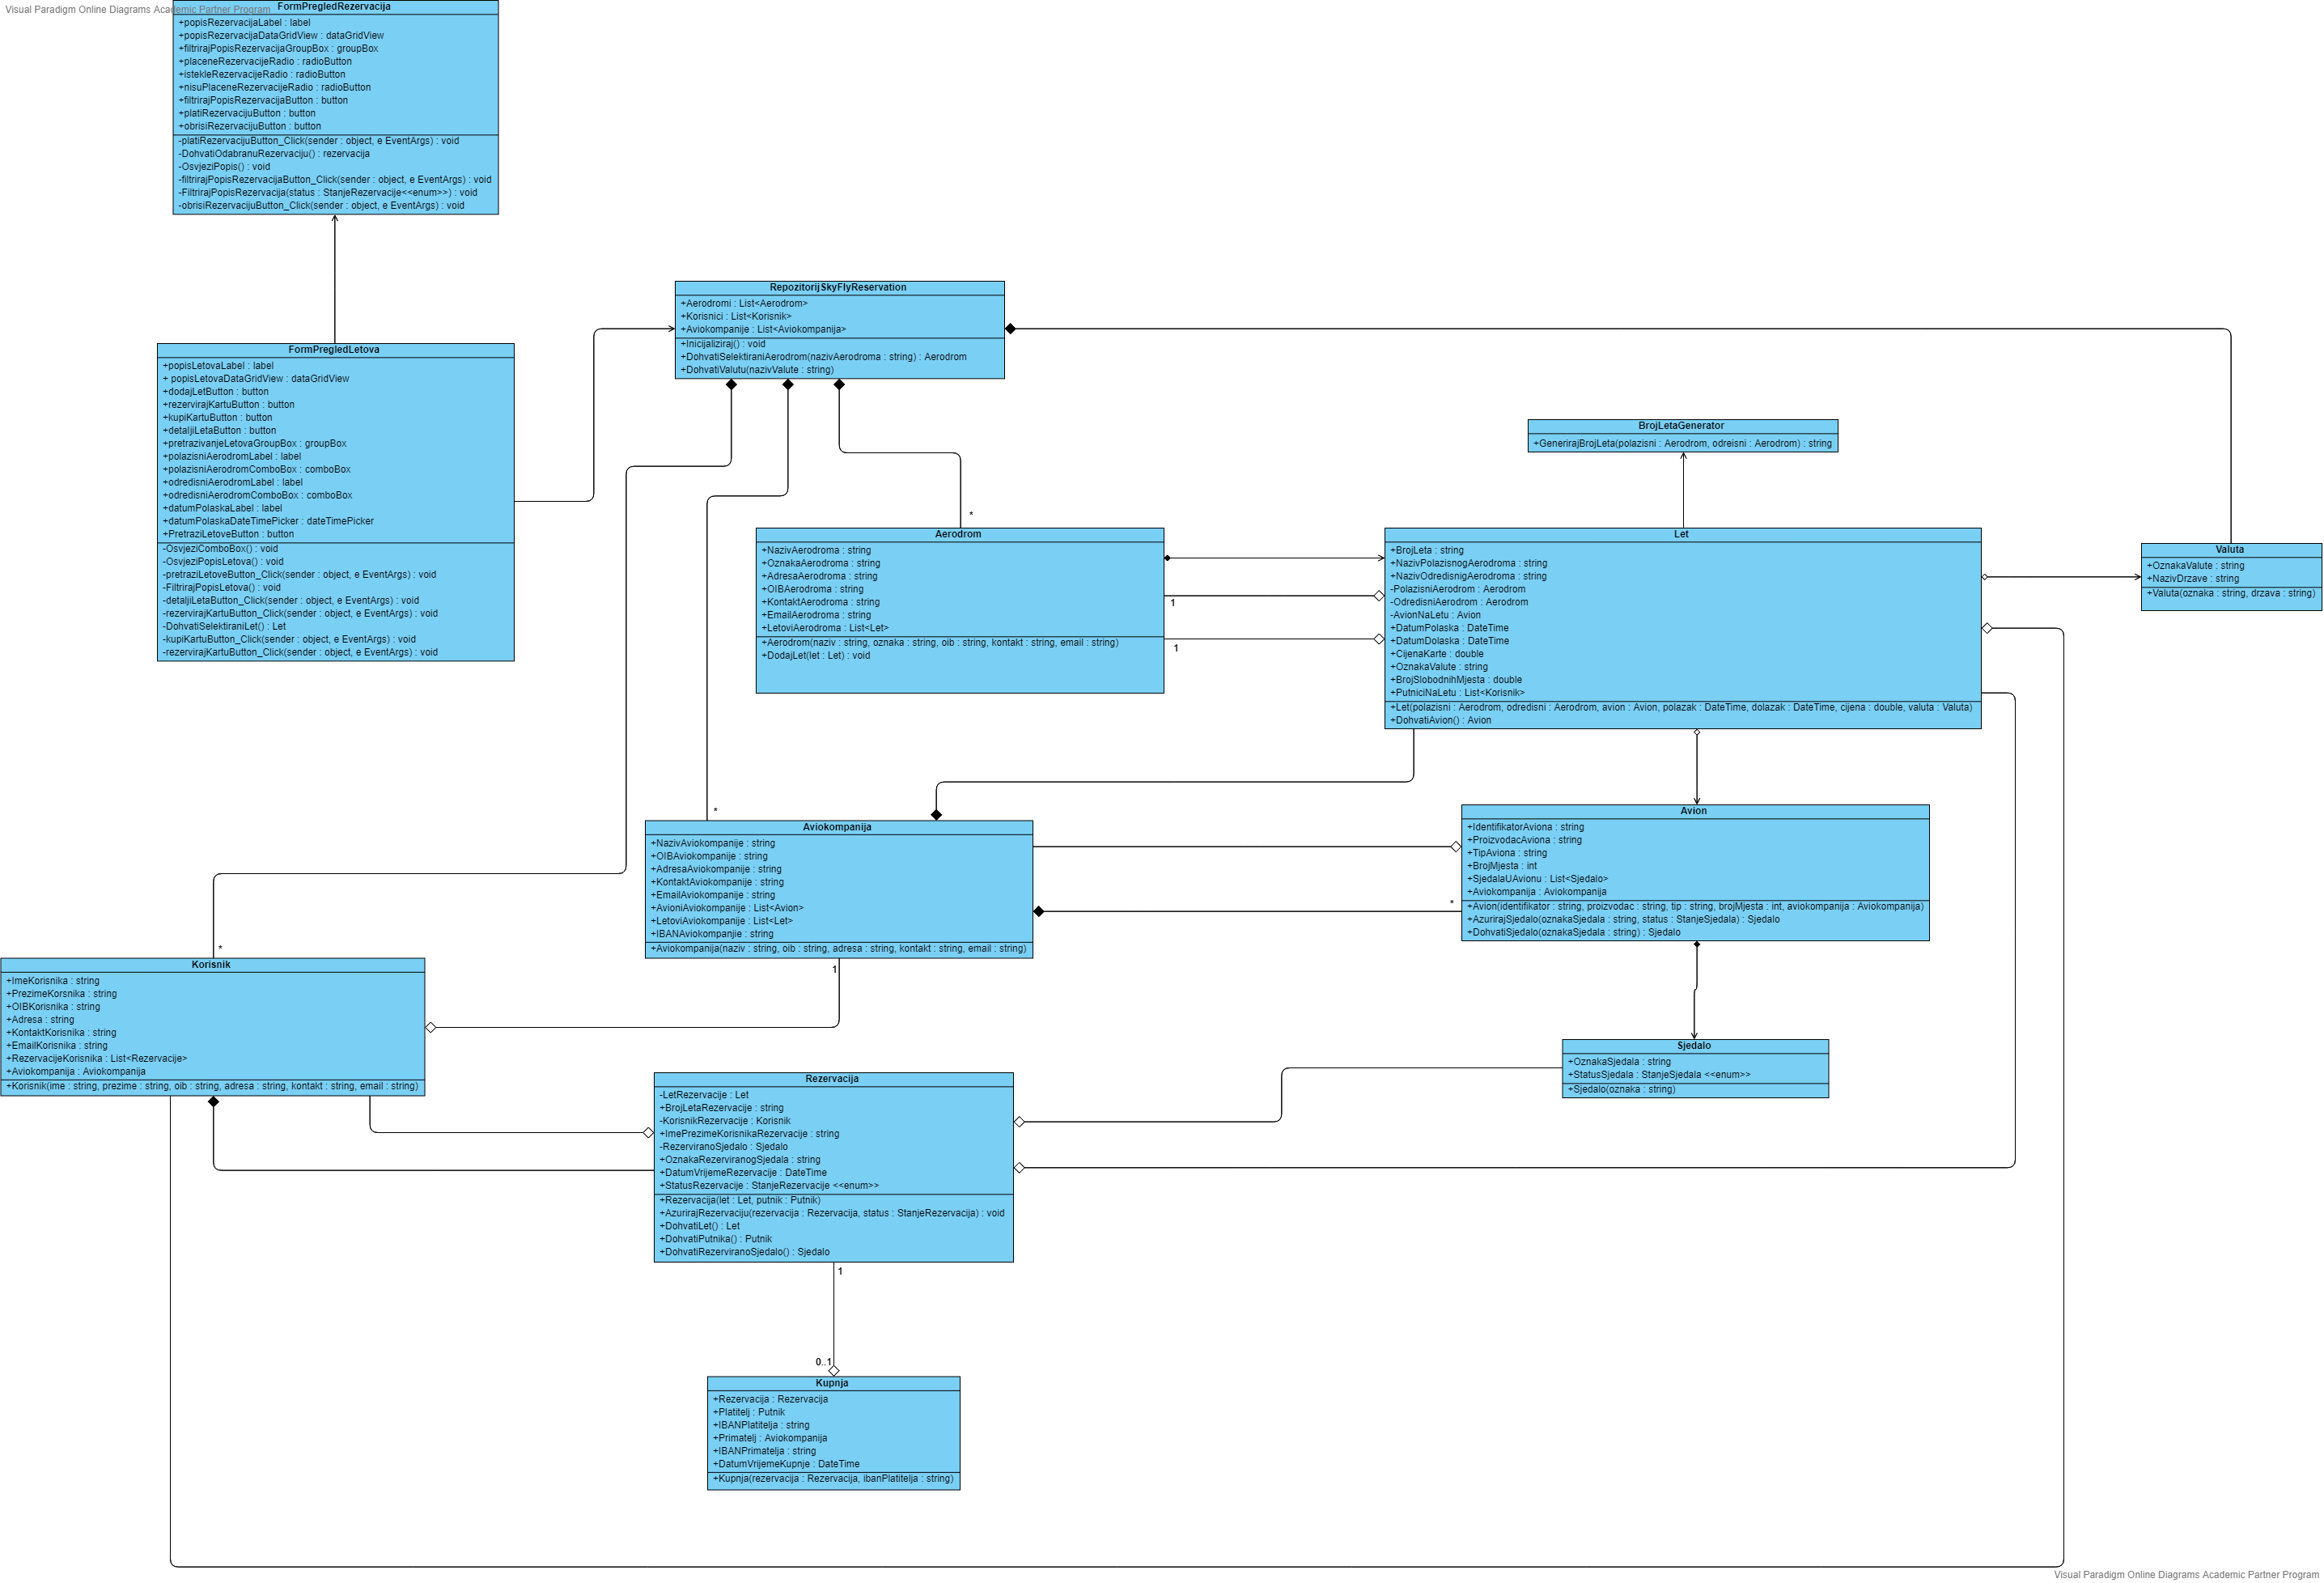 Visual Paradigm Online Diagrams Academic Partner Program
FormPregledRezervacija
+popisRezervacijaLabel : label
+popisRezervacijaDataGridView : dataGridView
+filtrirajPopisRezervacijaGroupBox : groupBox
+placeneRezervacijeRadio : radioButton
+istekleRezervacijeRadio : radioButton
+nisuPlaceneRezervacijeRadio : radioButton
+filtrirajPopisRezervacijaButton : button
+platiRezervacijuButton : button
+obrisiRezervacijuButton : button
-platiRezervacijuButton_Click(sender : object, e EventArgs) : void
-DohvatiOdabranuRezervaciju() : rezervacija
-OsvjeziPopis() : void
-filtrirajPopisRezervacijaButton_Click(sender : object, e EventArgs) : void
-FiltrirajPopisRezervacija(status : StanjeRezervacije<<enum>>) : void
-obrisiRezervacijuButton_Click(sender : object, e EventArgs) : void
RepozitorijSkyFlyReservation
+Aerodromi : List<Aerodrom>
+Korisnici : List<Korisnik>
+Aviokompanije : List<Aviokompanija>
+Inicijaliziraj() : void
+DohvatiSelektiraniAerodrom(nazivAerodroma : string) : Aerodrom
+DohvatiValutu(nazivValute : string)
FormPregledLetova
+popisLetovaLabel : label
+ popisLetovaDataGridView : dataGridView
+dodajLetButton : button
+rezervirajKartuButton : button
+kupiKartuButton : button
+detaljiLetaButton : button
+pretrazivanjeLetovaGroupBox : groupBox
+polazisniAerodromLabel : label
+polazisniAerodromComboBox : comboBox
+odredisniAerodromLabel : label
+odredisniAerodromComboBox : comboBox
+datumPolaskaLabel : label
+datumPolaskaDateTimePicker : dateTimePicker
+PretraziLetoveButton : button
-OsvjeziComboBox() : void
-OsvjeziPopisLetova() : void
-pretraziLetoveButton_Click(sender : object, e EventArgs) : void
-FiltrirajPopisLetova() : void
-detaljiLetaButton_Click(sender : object, e EventArgs) : void
-rezervirajKartuButton_Click(sender : object, e EventArgs) : void
-DohvatiSelektiraniLet() : Let
-kupiKartuButton_Click(sender : object, e EventArgs) : void
-rezervirajKartuButton_Click(sender : object, e EventArgs) : void
BrojLetaGenerator
+GenerirajBrojLeta(polazisni : Aerodrom, odreisni : Aerodrom) : string
*
Aerodrom
+NazivAerodroma : string
+OznakaAerodroma : string
+AdresaAerodroma : string
+OIBAerodroma : string
+KontaktAerodroma : string
+EmailAerodroma : string
+LetoviAerodroma : List<Let>
+Aerodrom(naziv : string, oznaka : string, oib : string, kontakt : string, email : string)
+DodajLet(let : Let) : void
1
1
Let
+BrojLeta : string
+NazivPolazisnogAerodroma : string
+NazivOdredisnigAerodroma : string
-PolazisniAerodrom : Aerodrom
-OdredisniAerodrom : Aerodrom
-AvionNaLetu : Avion
+DatumPolaska : DateTime
+DatumDolaska : DateTime
+CijenaKarte : double
+OznakaValute : string
+BrojSlobodnihMjesta : double
+PutniciNaLetu : List<Korisnik>
+Let(polazisni : Aerodrom, odredisni : Aerodrom, avion : Avion, polazak : DateTime, dolazak : DateTime, cijena : double, valuta : Valuta)
+DohvatiAvion() : Avion
Valuta
+OznakaValute : string
+NazivDrzave : string
+Valuta(oznaka : string, drzava : string)
*
Aviokompanija
+NazivAviokompanije : string
+OIBAviokompanije : string
+AdresaAviokompanije : string
+KontaktAviokompanije : string
+EmailAviokompanije : string
+AvioniAviokompanije : List<Avion>
+LetoviAviokompanije : List<Let>
+IBANAviokompanjie : string
+Aviokompanija(naziv : string, oib : string, adresa : string, kontakt : string, email : string)
*
1
Avion
+IdentifikatorAviona : string
+ProizvodacAviona : string
+TipAviona : string
+BrojMjesta : int
+SjedalaUAvionu : List<Sjedalo>
+Aviokompanija : Aviokompanija
+Avion(identifikator : string, proizvodac : string, tip : string, brojMjesta : int, aviokompanija : Aviokompanija)
+AzurirajSjedalo(oznakaSjedala : string, status : StanjeSjedala) : Sjedalo
+DohvatiSjedalo(oznakaSjedala : string) : Sjedalo
*
Korisnik
+ImeKorisnika : string
+PrezimeKorsnika : string
+OIBKorisnika : string
+Adresa : string
+KontaktKorisnika : string
+EmailKorisnika : string
+RezervacijeKorisnika : List<Rezervacije>
+Aviokompanija : Aviokompanija
+Korisnik(ime : string, prezime : string, oib : string, adresa : string, kontakt : string, email : string)
Sjedalo
+OznakaSjedala : string
+StatusSjedala : StanjeSjedala <<enum>>
+Sjedalo(oznaka : string)
Rezervacija
-LetRezervacije : Let
+BrojLetaRezervacije : string
-KorisnikRezervacije : Korisnik
+ImePrezimeKorisnikaRezervacije : string
-RezerviranoSjedalo : Sjedalo
+OznakaRezerviranogSjedala : string
+DatumVrijemeRezervacije : DateTime
+StatusRezervacije : StanjeRezervacije <<enum>>
+Rezervacija(let : Let, putnik : Putnik)
+AzurirajRezervaciju(rezervacija : Rezervacija, status : StanjeRezervacija) : void
+DohvatiLet() : Let
+DohvatiPutnika() : Putnik
+DohvatiRezerviranoSjedalo() : Sjedalo
1
0..1
Kupnja
+Rezervacija : Rezervacija
+Platitelj : Putnik
+IBANPlatitelja : string
+Primatelj : Aviokompanija
+IBANPrimatelja : string
+DatumVrijemeKupnje : DateTime
+Kupnja(rezervacija : Rezervacija, ibanPlatitelja : string)
Visual Paradigm Online Diagrams Academic Partner Program